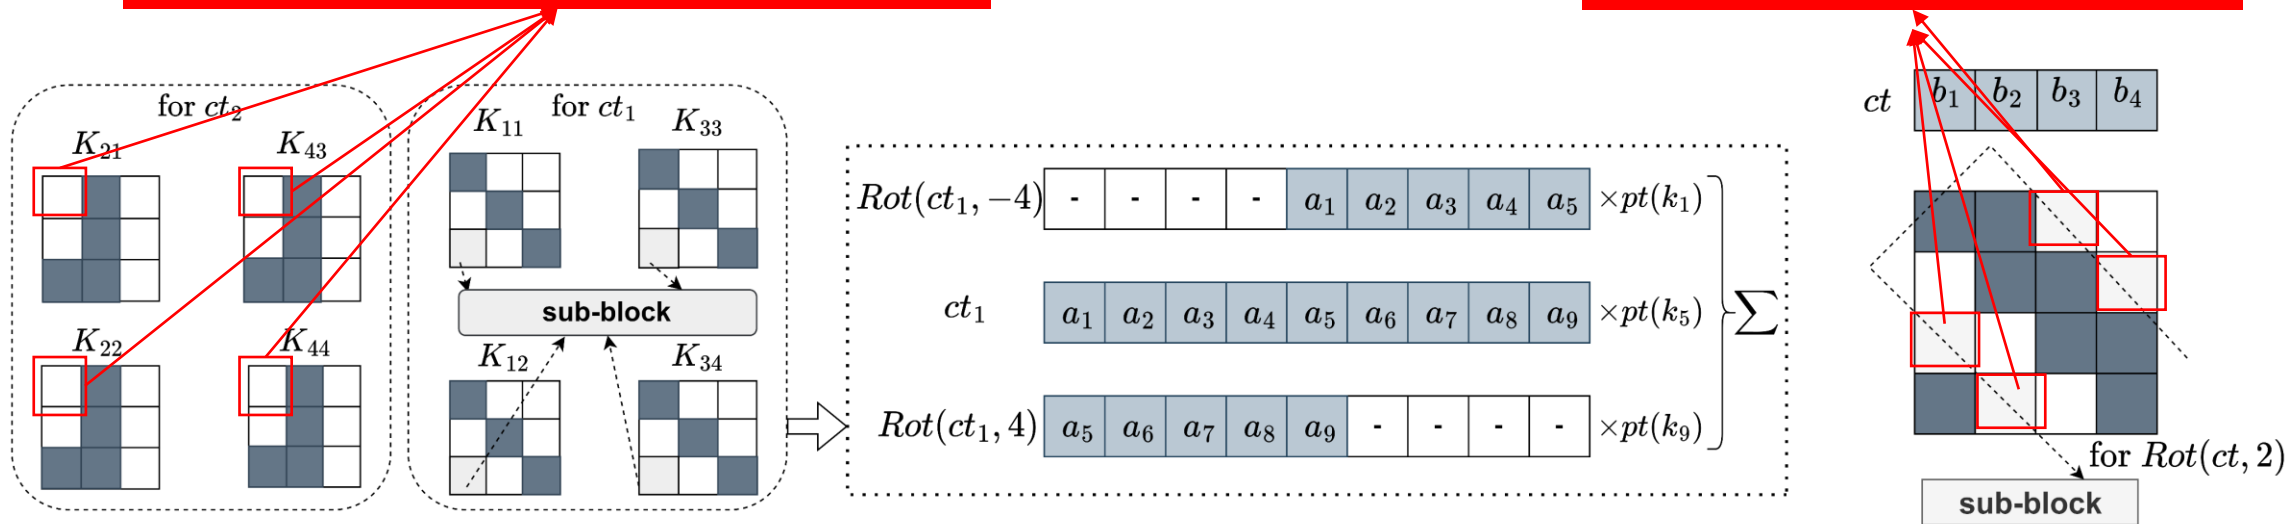 for ct₂
K₂₁ K₄₃
K₂₂ K₄₄
for ct₁
K₁₁ K₃₃
sub-block
K₁₂ K₃₄
Rot(ct₁, −4) - - - - a₁ a₂ a₃ a₄ a₅ ×pt(k₁)
ct₁ a₁ a₂ a₃ a₄ a₅ a₆ a₇ a₈ a₉ ×pt(k₅)
Rot(ct₁, 4) a₅ a₆ a₇ a₈ a₉ - - - - ×pt(k₉)
∑
ct b₁ b₂ b₃ b₄
for Rot(ct, 2)
sub-block